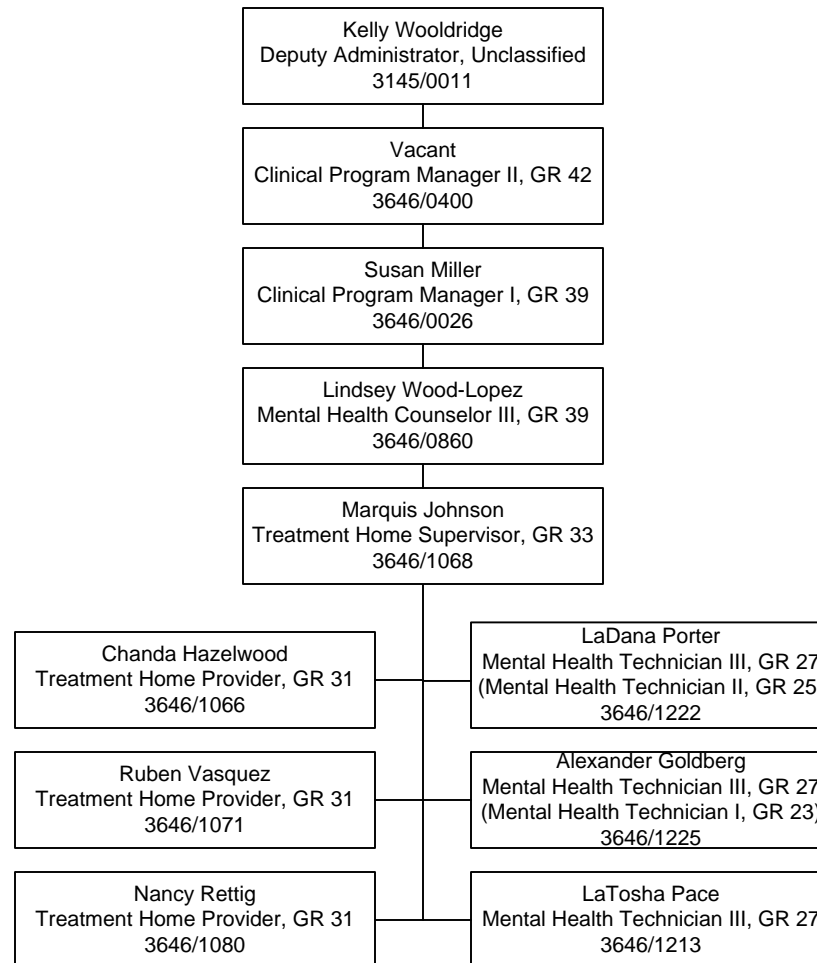 Kelly Wooldridge
Deputy Administrator, Unclassified
3145/0011
Vacant
Clinical Program Manager II, GR 42
3646/0400
Susan Miller
Clinical Program Manager I, GR 39
3646/0026
Lindsey Wood-Lopez
Mental Health Counselor III, GR 39
3646/0860
Marquis Johnson
Treatment Home Supervisor, GR 33
3646/1068
Chanda Hazelwood
Treatment Home Provider, GR 31
3646/1066
LaDana Porter
Mental Health Technician III, GR 27
(Mental Health Technician II, GR 25
3646/1222
Ruben Vasquez
Treatment Home Provider, GR 31
3646/1071
Alexander Goldberg
Mental Health Technician III, GR 27
(Mental Health Technician I, GR 23)
3646/1225
Nancy Rettig
Treatment Home Provider, GR 31
3646/1080
LaTosha Pace
Mental Health Technician III, GR 27
3646/1213